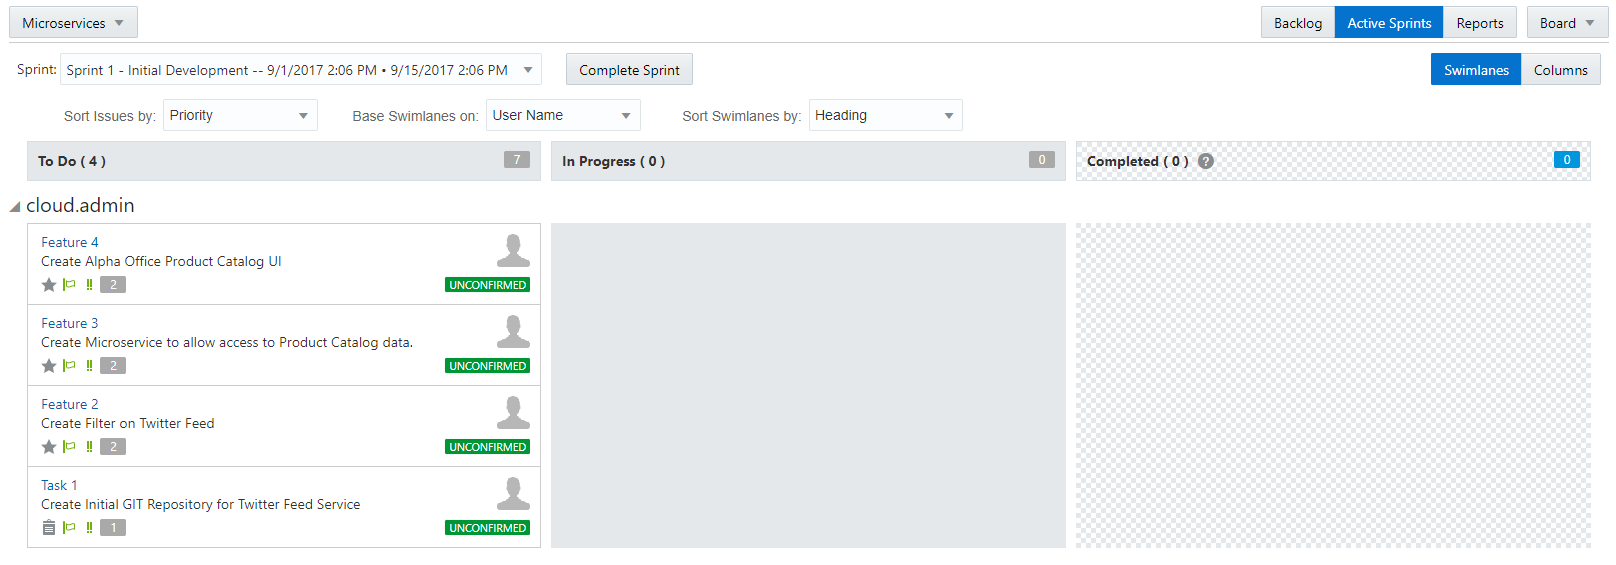 Microservices
Backlog Active Sprints Reports Board
Sprint: Sprint 1 - Initial Development -- 9/1/2017 2:06 PM • 9/15/2017 2:06 PM Complete Sprint Swimlanes Columns
Sort Issues by: Priority Base Swimlanes on: User Name Sort Swimlanes by: Heading
To Do ( 4 ) 7 In Progress ( 0 ) 0 Completed ( 0 ) ? 0
cloud.admin
Feature 4
Create Alpha Office Product Catalog UI
!! 2 UNCONFIRMED
Feature 3
Create Microservice to allow access to Product Catalog data.
!! 2 UNCONFIRMED
Feature 2
Create Filter on Twitter Feed
!! 2 UNCONFIRMED
Task 1
Create Initial GIT Repository for Twitter Feed Service
!! 1 UNCONFIRMED